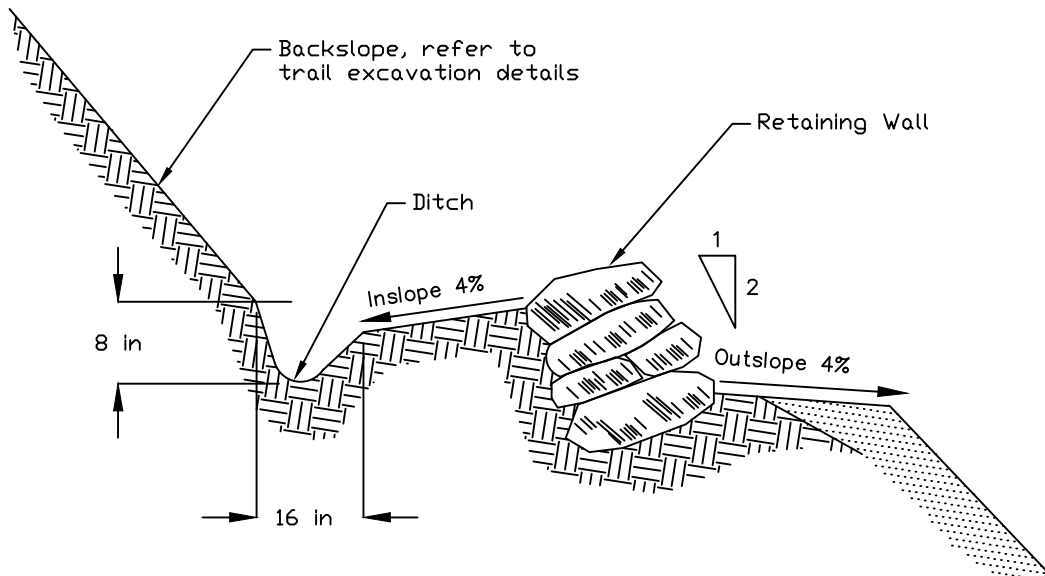 Backslope, refer to
trail excavation details
Retaining Wall
Ditch
1
2
Inslope 4%
8 in
Outslope 4%
16 in